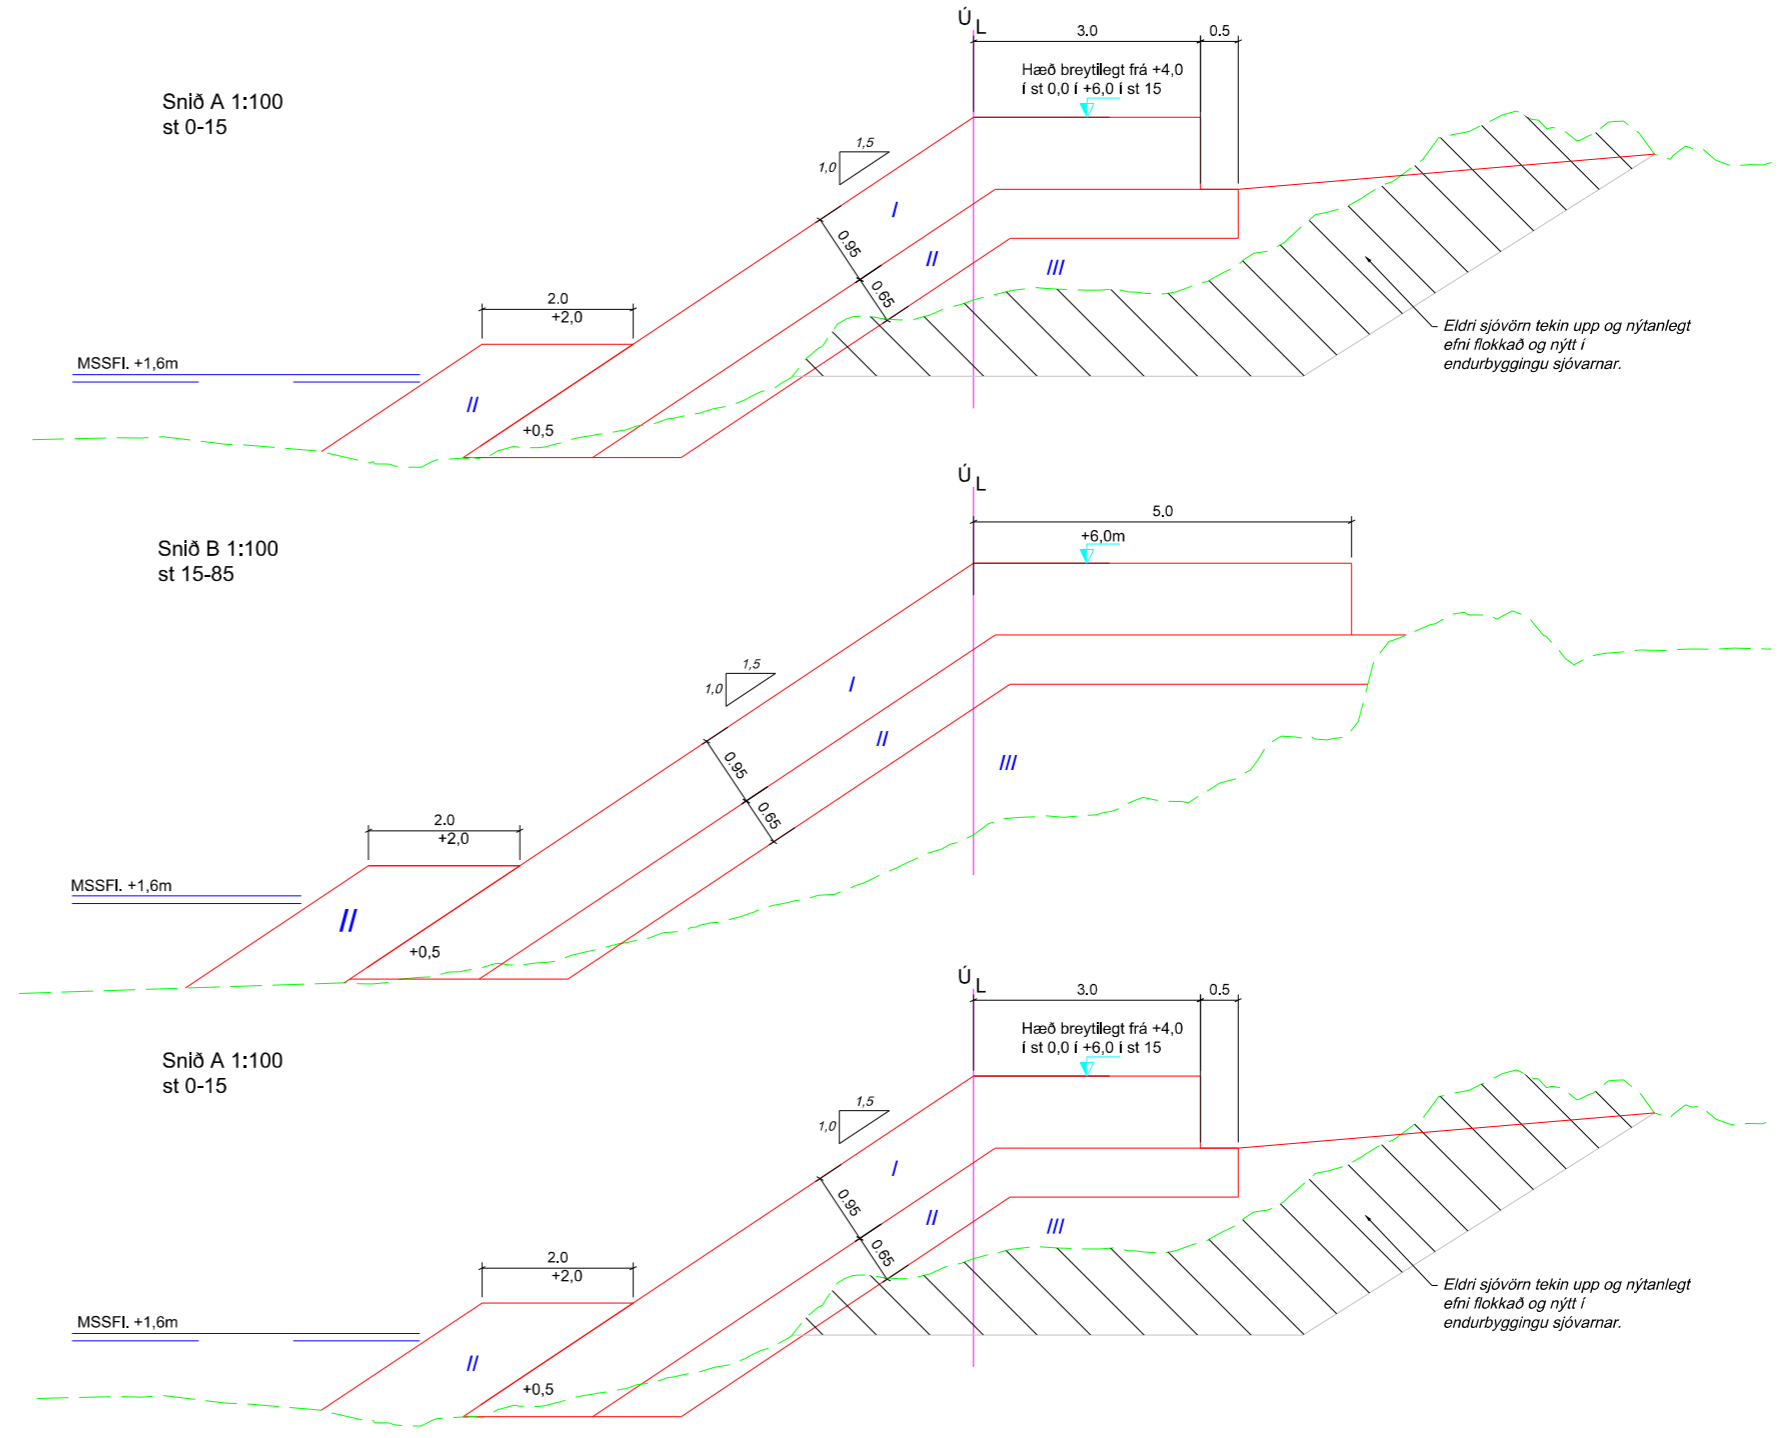 Ú
L
3.0
0.5
Hæð breytilegt frá +4,0
í st 0,0 í +6,0 í st 15
Snið A 1:100
st 0-15
1,5
1,0
I
0.95
II
III
0.65
2.0
+2,0
Eldri sjóvörn tekin upp og nýtanlegt
efni flokkað og nýtt í
endurbyggingu sjóvarnar.
MSSFl. +1,6m
II
+0,5
Ú
L
5.0
+6,0m
Snið B 1:100
st 15-85
1,5
1,0
I
II
0.95
III
0.65
2.0
+2,0
MSSFl. +1,6m
II
+0,5
Ú
L
3.0
0.5
Hæð breytilegt frá +4,0
í st 0,0 í +6,0 í st 15
Snið A 1:100
st 0-15
1,5
1,0
I
0.95
II
III
0.65
2.0
+2,0
Eldri sjóvörn tekin upp og nýtanlegt
efni flokkað og nýtt í
endurbyggingu sjóvarnar.
MSSFl. +1,6m
II
+0,5